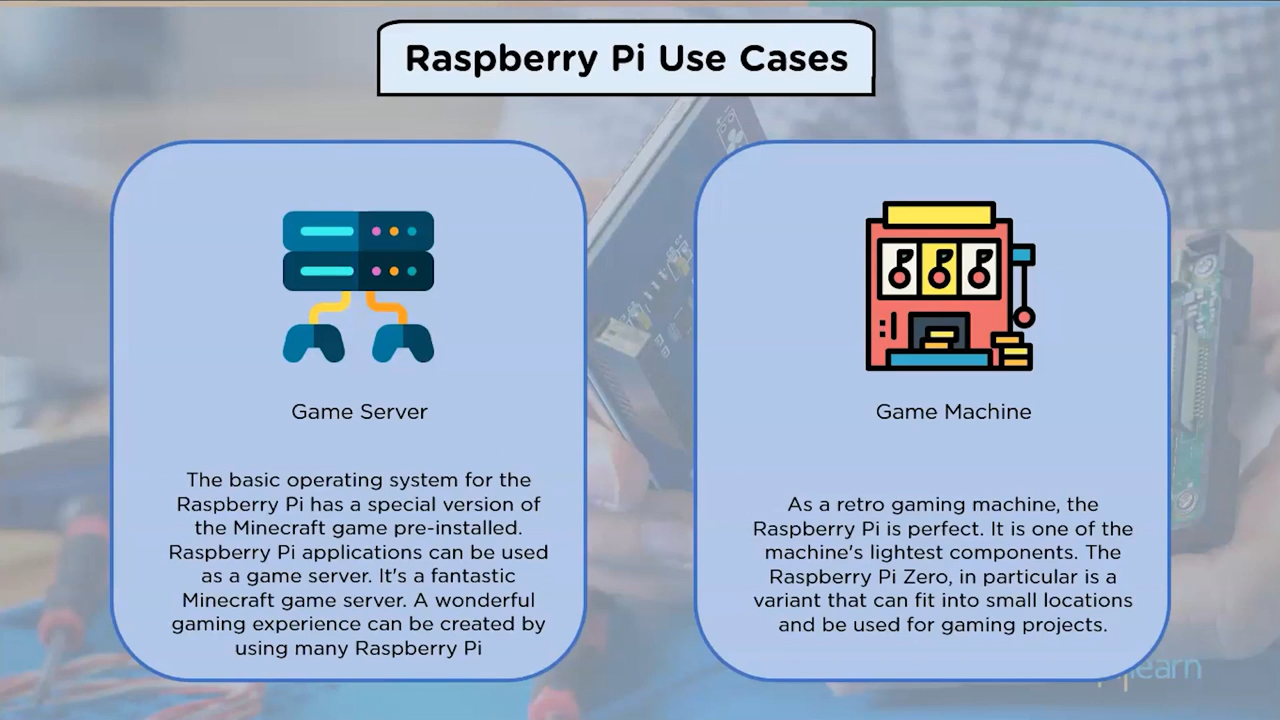 Raspberry Pi Use Cases
Game Server
The basic operating system for the
Raspberry Pi has a special version of
the Minecraft game pre-installed.
Raspberry Pi applications can be used
as a game server. It's a fantastic
Minecraft game server. A wonderful
gaming experience can be created by
using many Raspberry Pi
Game Machine
As a retro gaming machine, the
Raspberry Pi is perfect. It is one of the
machine's lightest components. The
Raspberry Pi Zero, in particular is a
variant that can fit into small locations
and be used for gaming projects.